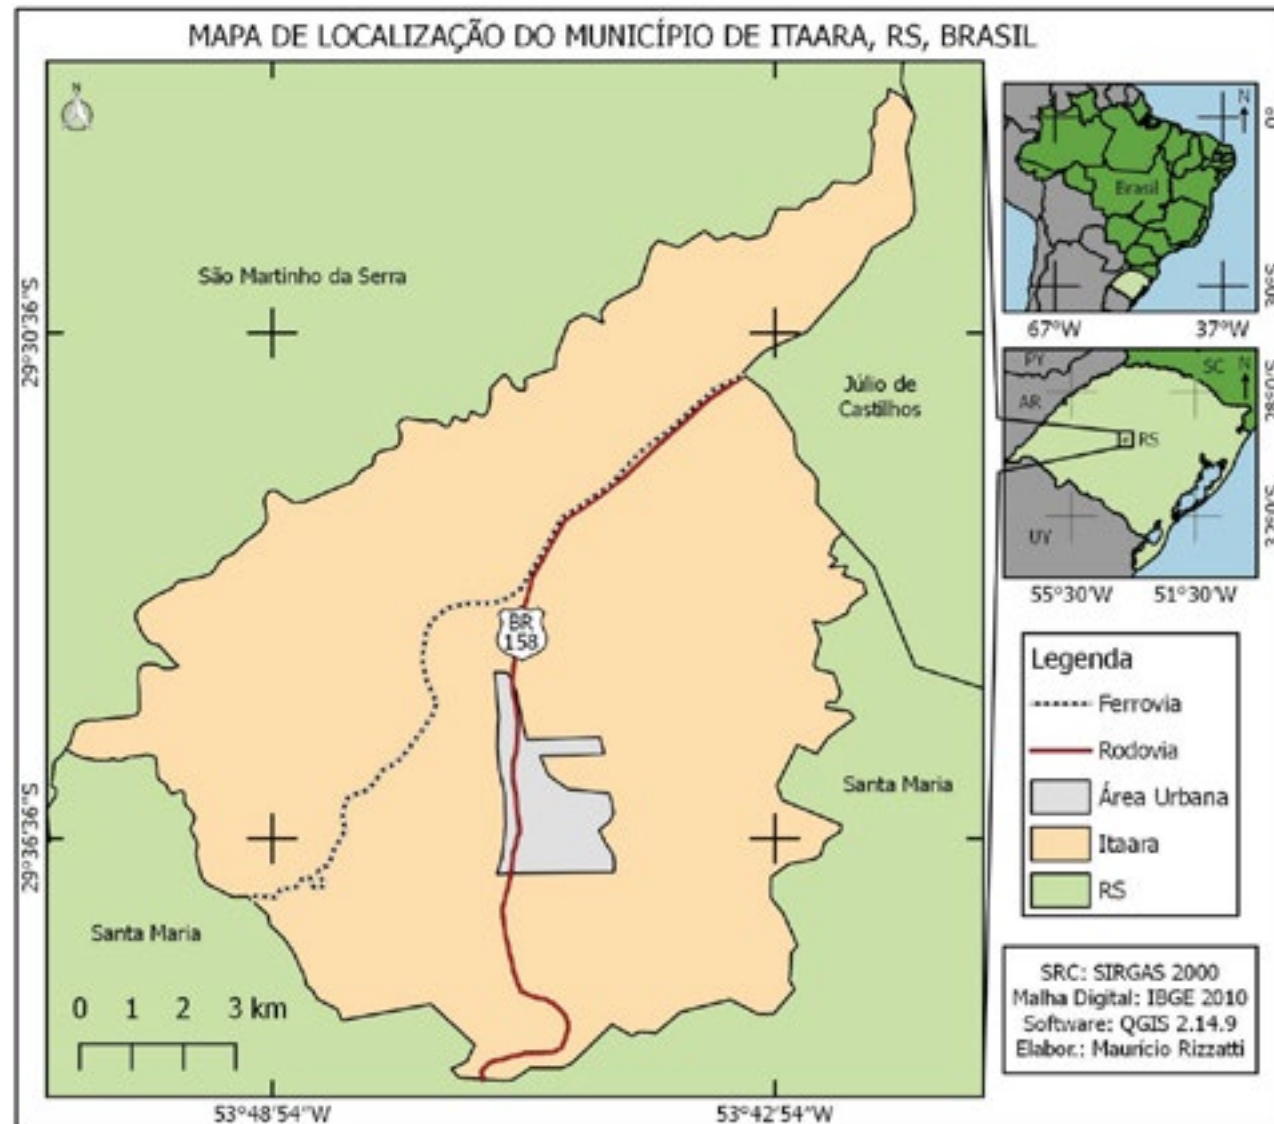 MAPA DE LOCALIZAÇÃO DO MUNICÍPIO DE ITAARA, RS, BRASIL
N
São Martinho da Serra
Júlio de
Castilhos
BR
158
Santa Maria
Santa Maria
0 1 2 3 km
29°30'36"S
29°36'36"S
53°48'54"W
53°42'54"W
N
Brasil
0°
30°S
67°W
37°W
PY
SC
N
AR
RS
UY
55°30'W
51°30'W
Legenda
Ferrovia
Rodovia
Área Urbana
Itaara
RS
SRC: SIRGAS 2000
Malha Digital: IBGE 2010
Software: QGIS 2.14.9
Elabor.: Maurício Rizzatti